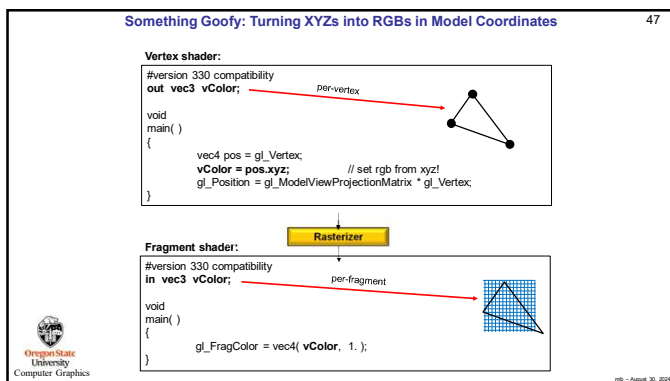 Something Goofy: Turning XYZs into RGBs in Model Coordinates
47
Vertex shader:
#version 330 compatibility
out vec3 vColor;
per-vertex
void
main( )
{
vec4 pos = gl_Vertex;
vColor = pos.xyz; // set rgb from xyz!
gl_Position = gl_ModelViewProjectionMatrix * gl_Vertex;
}
Rasterizer
Fragment shader:
#version 330 compatibility
in vec3 vColor;
per-fragment
void
main( )
{
gl_FragColor = vec4( vColor, 1. );
}
Oregon State
University
Computer Graphics
mjb – August 30, 2024